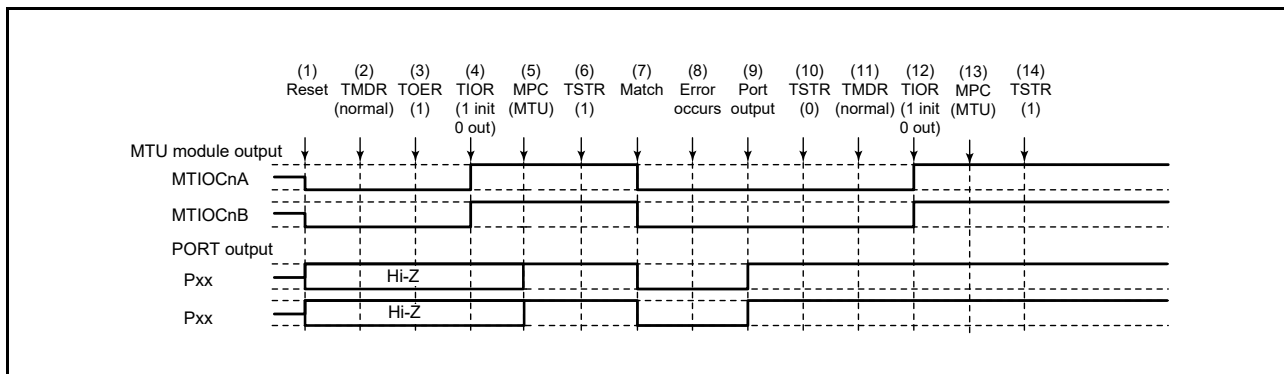 (1) (2) (3) (4) (5) (6) (7) (8) (9) (10) (11) (12) (13) (14)
Reset TMDR TOER TIOR MPC TSTR Match Error Port TSTR TMDR TIOR MPC TSTR
(normal) (1) (1 init (MTU) (1) occurs output (0) (normal) (1 init (MTU) (1)
0 out) 0 out)
MTU module output
MTIOCnA
MTIOCnB
PORT output
Pxx Hi-Z
Pxx Hi-Z